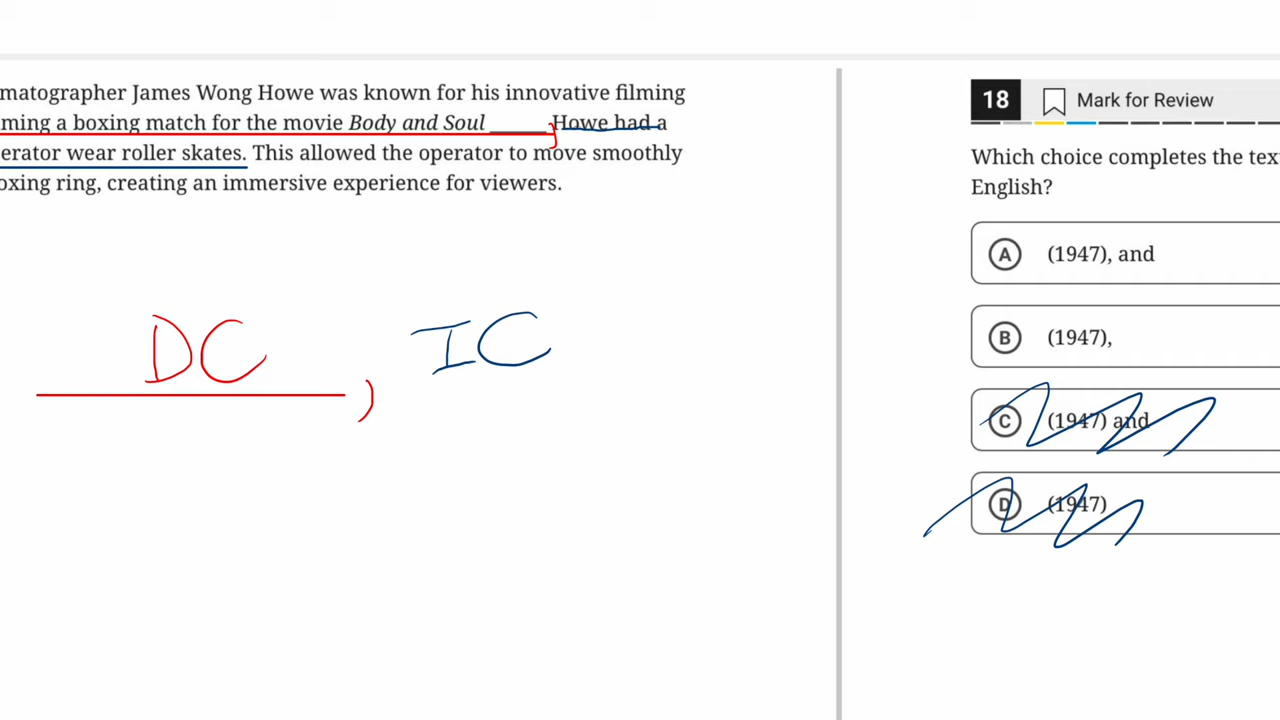 matographer James Wong Howe was known for his innovative filming
ming a boxing match for the movie Body and Soul ______ Howe had a
erator wear roller skates. This allowed the operator to move smoothly
oxing ring, creating an immersive experience for viewers.
DC, IC
18 Mark for Review
Which choice completes the tex
English?
A (1947), and
B (1947),
C (1947) and
D (1947)